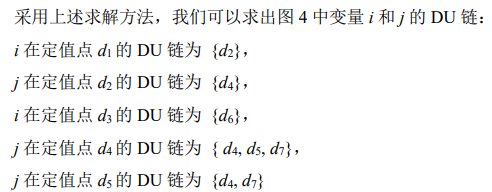 采用上述求解方法，我们可以求出图 4 中变量 i 和 j 的 DU 链：
i 在定值点 d₁ 的 DU 链为 {d₂}，
j 在定值点 d₂ 的 DU 链为 {d₄}，
i 在定值点 d₃ 的 DU 链为 {d₆}，
j 在定值点 d₄ 的 DU 链为 { d₄, d₅, d₇}，
j 在定值点 d₅ 的 DU 链为 {d₄, d₇}